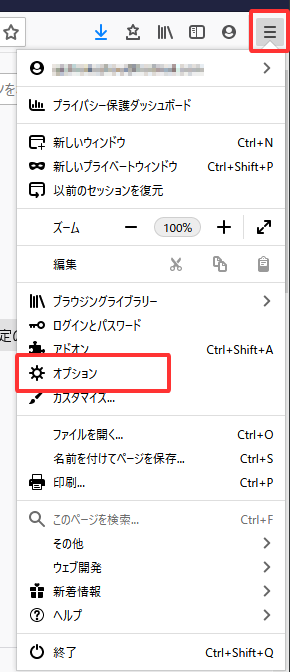 プライバシー保護ダッシュボード
新しいウィンドウ Ctrl+N
新しいプライベートウィンドウ Ctrl+Shift+P
以前のセッションを復元
ズーム 100%
編集
ブラウジングライブラリー
ログインとパスワード
アドオン Ctrl+Shift+A
定の
オプション
カスタマイズ...
ファイルを開く... Ctrl+O
名前を付けてページを保存... Ctrl+S
印刷... Ctrl+P
このページを検索... Ctrl+F
その他
ウェブ開発
新着情報
ヘルプ
終了 Ctrl+Shift+Q